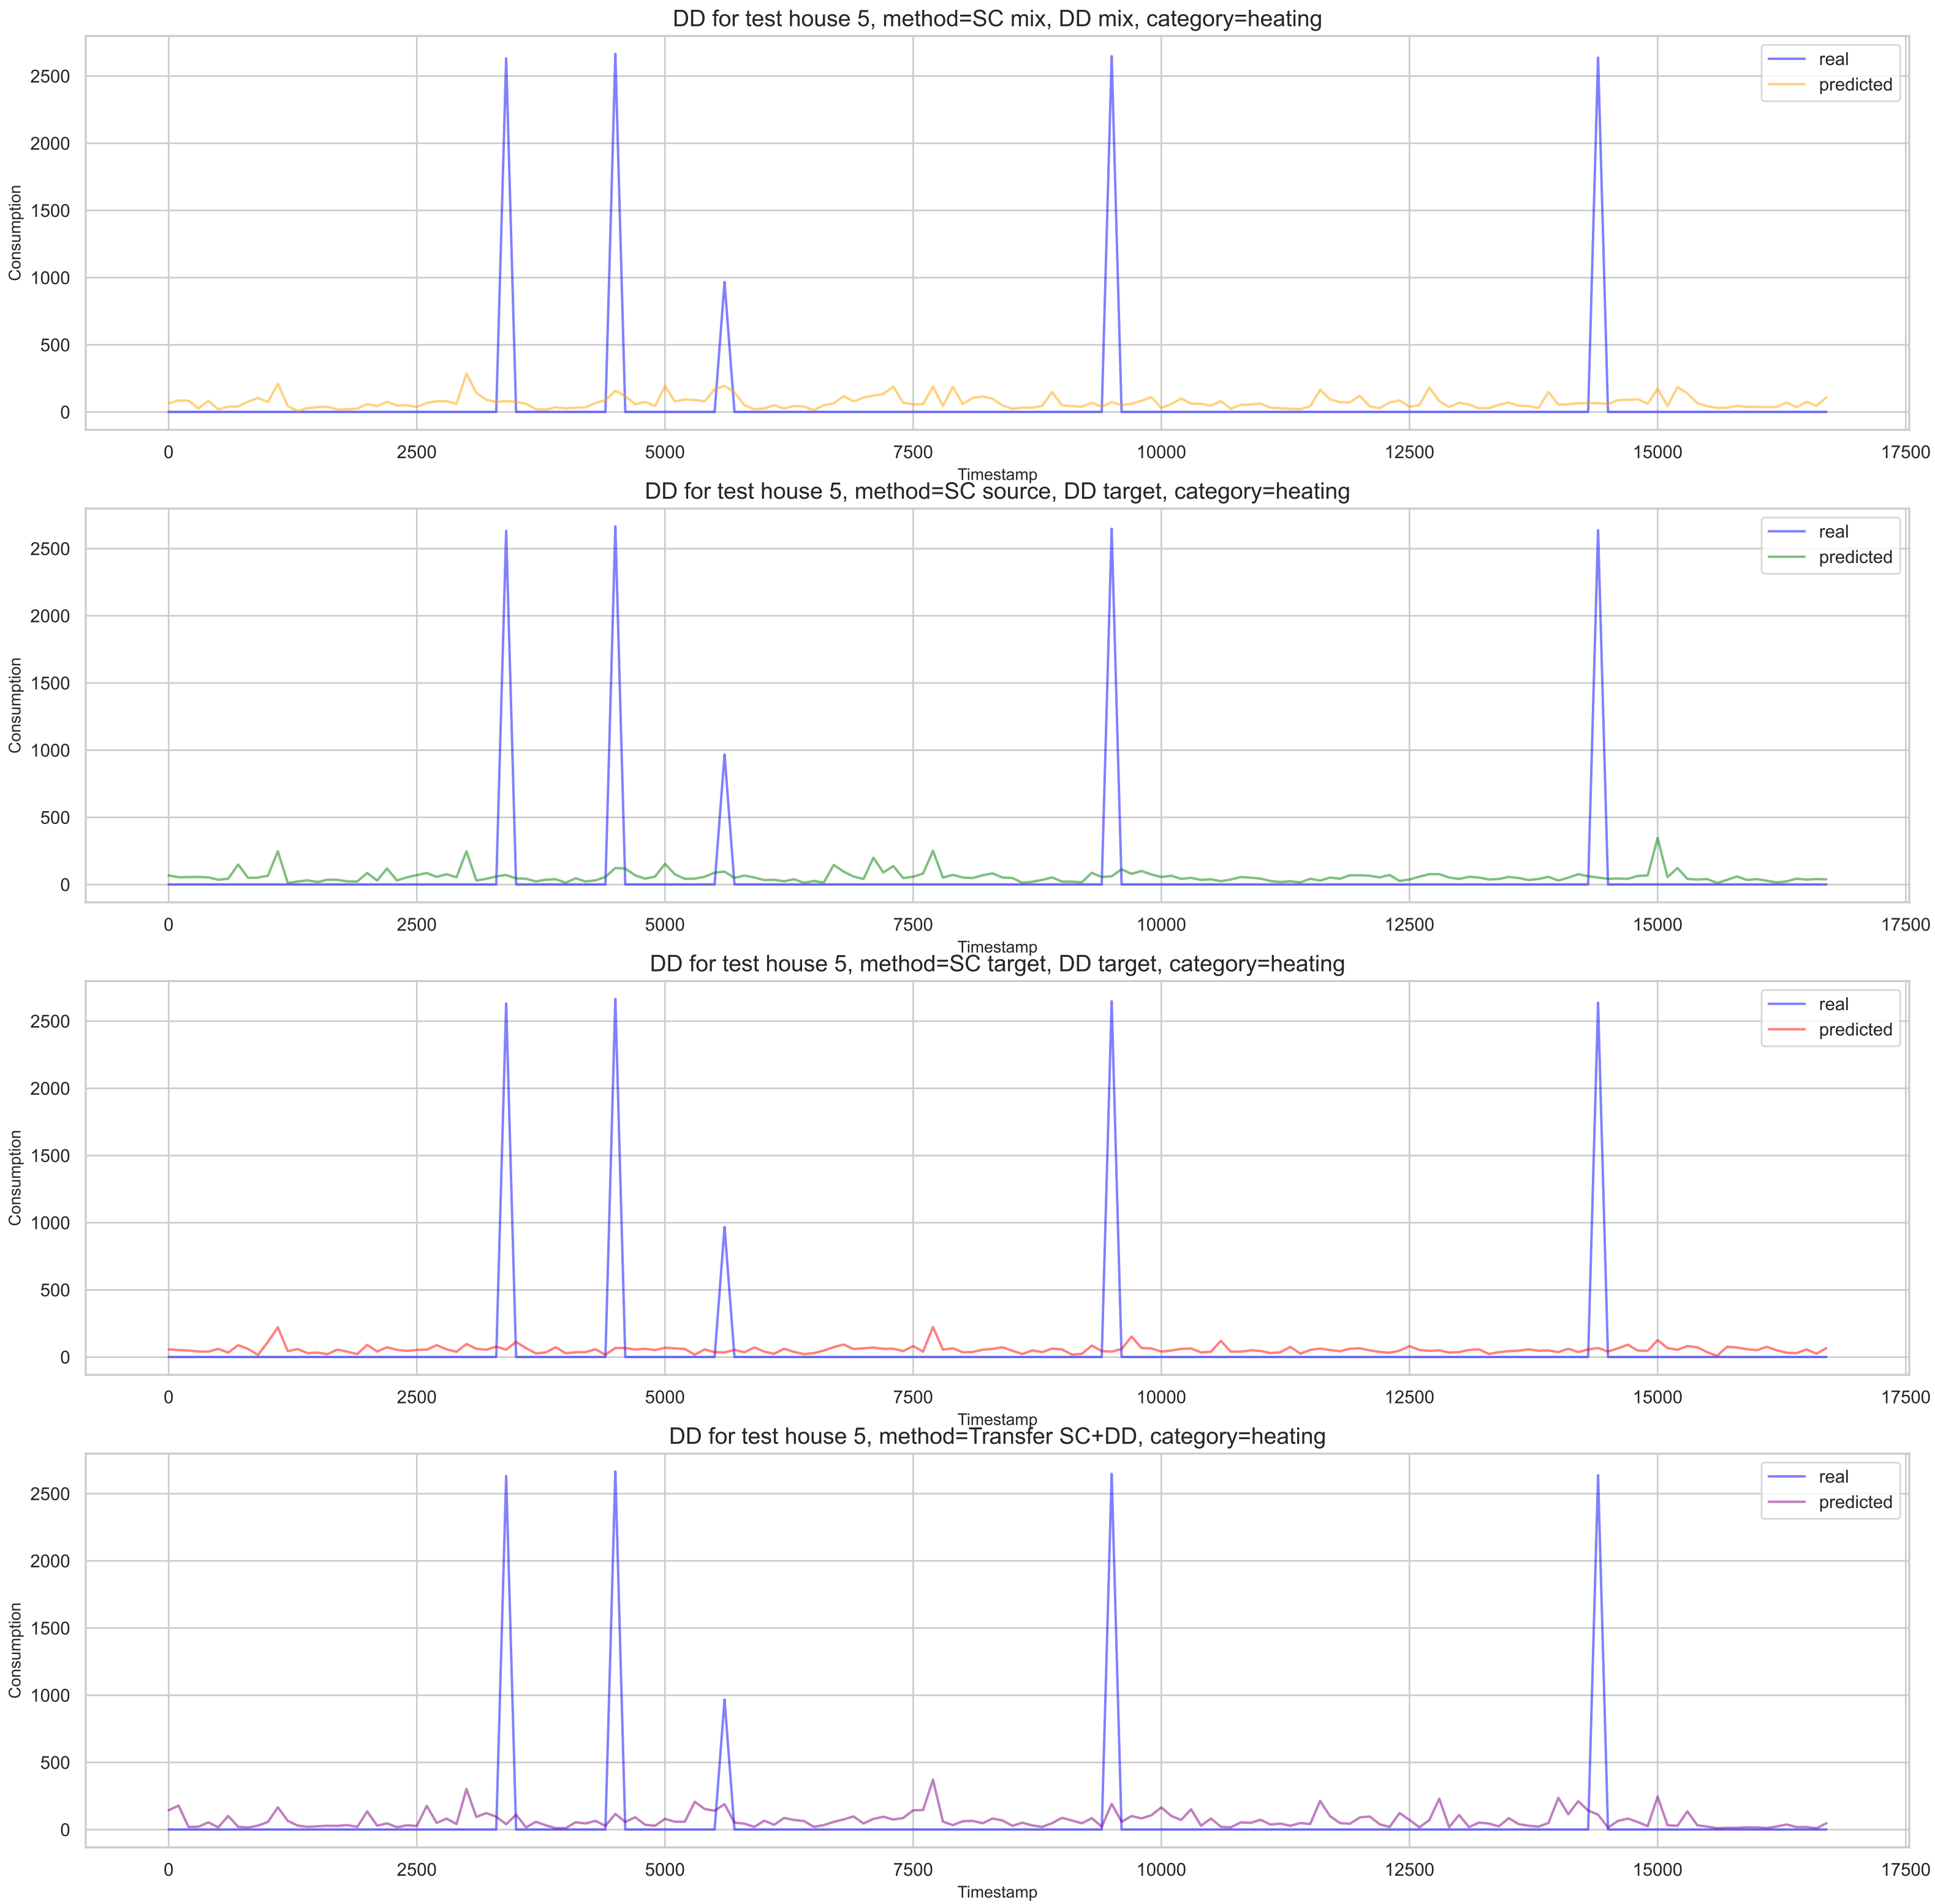 DD for test house 5, method=SC mix, DD mix, category=heating
real
predicted
2500
2000
1500
1000
500
0
Consumption
0 2500 5000 7500 10000 12500 15000 17500
Timestamp
DD for test house 5, method=SC source, DD target, category=heating
real
predicted
2500
2000
1500
1000
500
0
Consumption
0 2500 5000 7500 10000 12500 15000 17500
Timestamp
DD for test house 5, method=SC target, DD target, category=heating
real
predicted
2500
2000
1500
1000
500
0
Consumption
0 2500 5000 7500 10000 12500 15000 17500
Timestamp
DD for test house 5, method=Transfer SC+DD, category=heating
real
predicted
2500
2000
1500
1000
500
0
Consumption
0 2500 5000 7500 10000 12500 15000 17500
Timestamp